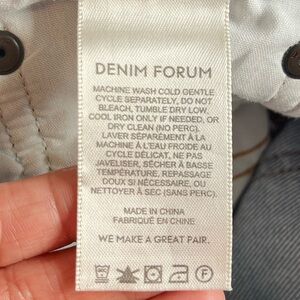 DENIM FORUM
MACHINE WASH COLD GENTLE
CYCLE SEPARATELY, DO NOT
BLEACH, TUMBLE DRY LOW,
COOL IRON ONLY IF NEEDED, OR
DRY CLEAN (NO PERC).
LAVER SÉPARÉMENT À LA
MACHINE À L'EAU FROIDE AU
CYCLE DÉLICAT, NE PAS
JAVELISER, SÉCHER À BASSE
TEMPÉRATURE, REPASSAGE
DOUX SI NÉCESSAIRE, OU
NETTOYER À SEC (SANS PERC).
MADE IN CHINA
FABRIQUÉ EN CHINE
WE MAKE A GREAT PAIR.
F